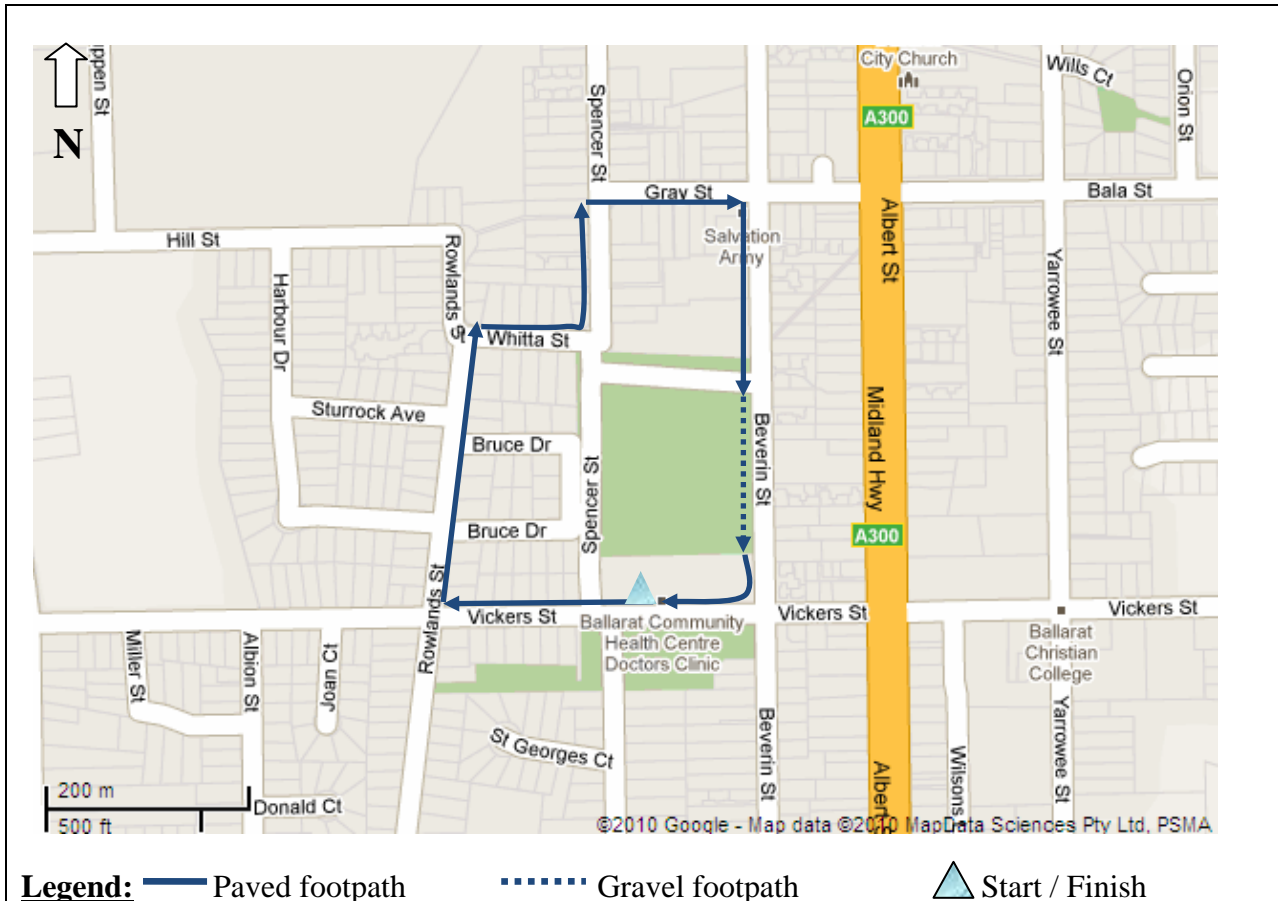 ppen St
N
Spencer St
City Church
A300
Wills Ct
Orion St
Gray St
Bala St
Hill St
Rowlands St
Salvation
Army
Albert St
Yarrowee St
Harbour Dr
Whitta St
Sturrock Ave
Bruce Dr
Beverin St
Midland Hwy
Spencer St
Bruce Dr
A300
Rowlands St
Vickers St
Ballarat Community
Health Centre
Doctors Clinic
Vickers St
Vickers St
Ballarat
Christian
College
Miller St
Albion St
Joan Ct
St Georges Ct
Beverin St
Albert S
Wilsons
Yarrowee St
200 m
500 ft
Donald Ct
©2010 Google - Map data ©2010 MapData Sciences Pty Ltd, PSMA
Legend: Paved footpath Gravel footpath Start / Finish